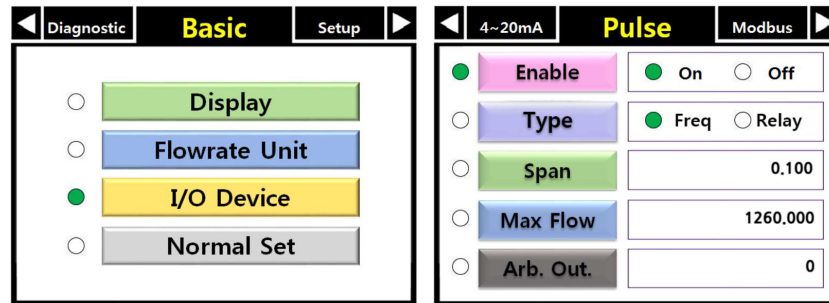 Diagnostic Basic Setup
Display
Flowrate Unit
I/O Device
Normal Set
4~20mA Pulse Modbus
Enable On Off
Type Freq Relay
Span 0.100
Max Flow 1260.000
Arb. Out. 0